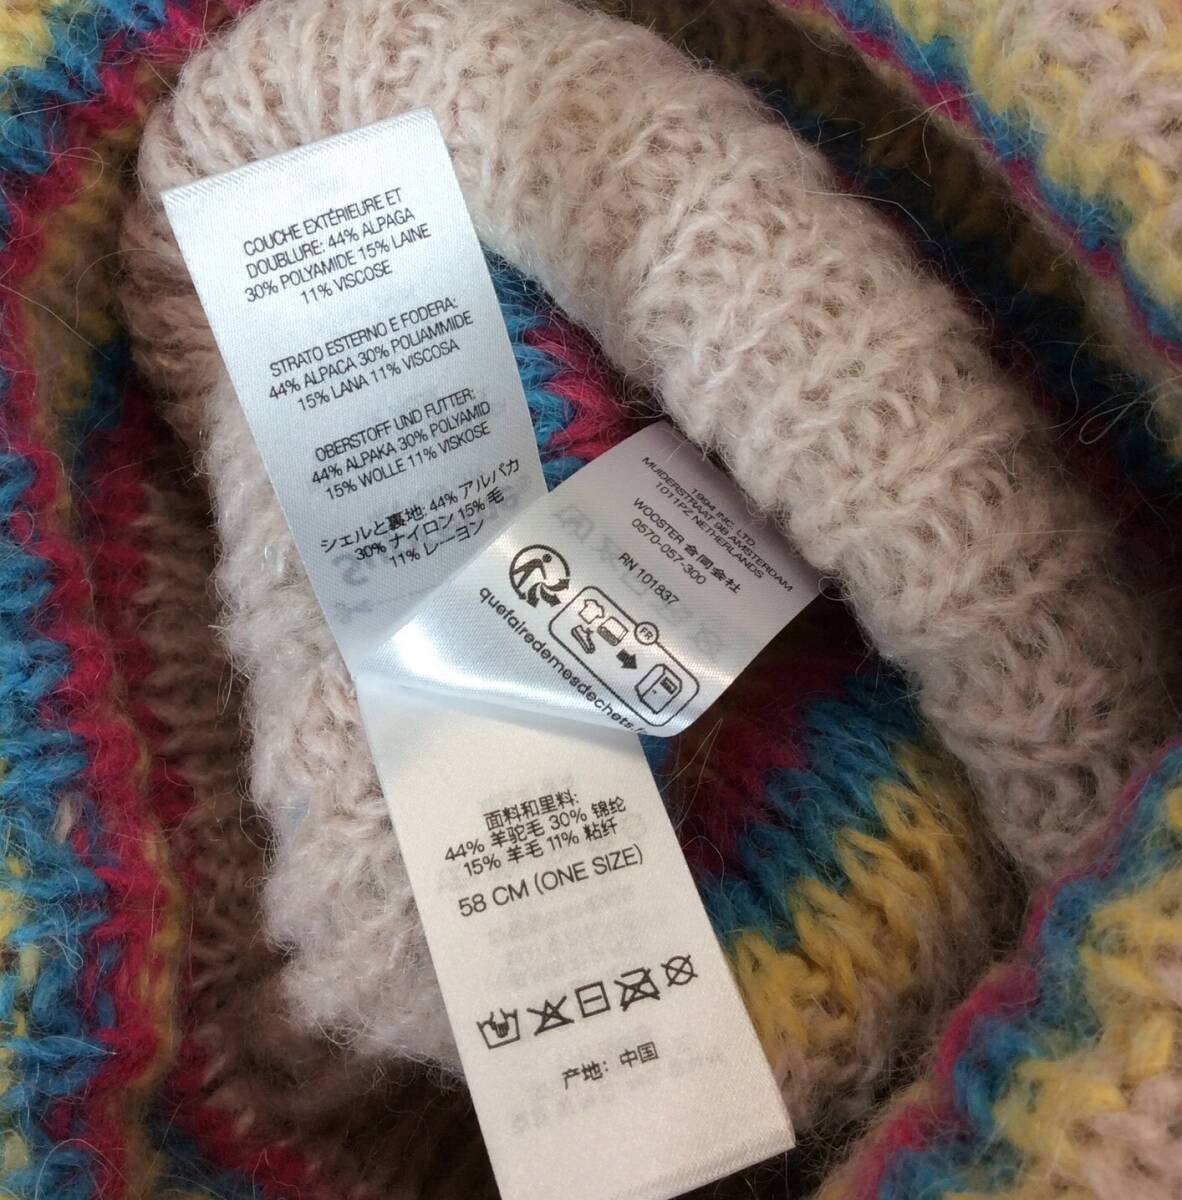 COUCHE EXTÉRIEURE ET
DOUBLURE: 44% ALPAGA
30% POLYAMIDE 15% LAINE
11% VISCOSE
STRATO ESTERNO E FODERA:
44% ALPACA 30% POLIAMMIDE
15% LANA 11% VISCOSA
OBERSTOFF UND FUTTER:
44% ALPAKA 30% POLYAMID
15% WOLLE 11% VISKOSE
シェルと裏地: 44% アルパカ
30% ナイロン 15% 毛
11% レーヨン
1994 INC. LTD
MUIDERSTRAAT 9B AMSTERDAM
1011PZ NETHERLANDS
WOOSTER 合同会社
0570-057-300
RN 101837
FR
quefairedemesdechets.fr
面料和里料:
44% 羊驼毛 30% 锦纶
15% 羊毛 11% 粘纤
58 CM (ONE SIZE)
产地: 中国